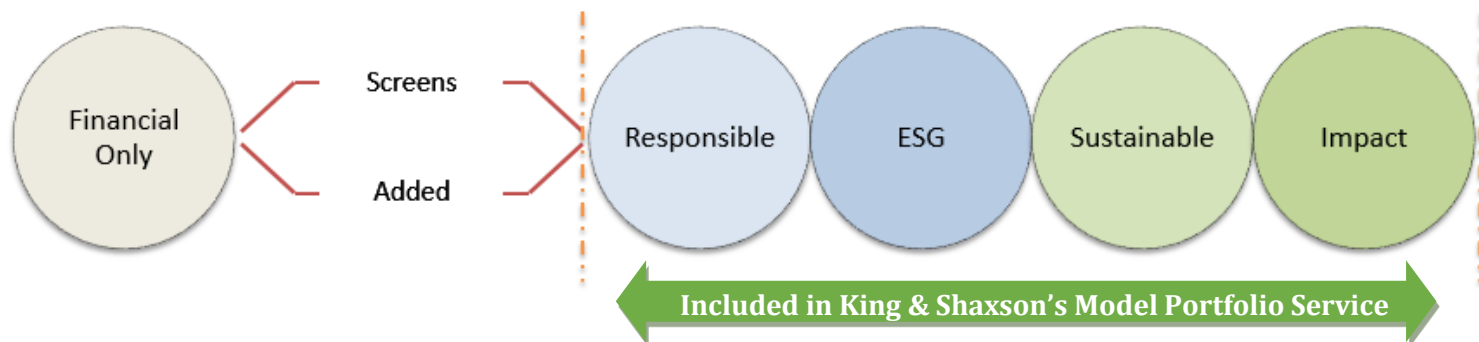 Financial
Only
Screens
Added
Responsible
ESG
Sustainable
Impact
Included in King & Shaxson’s Model Portfolio Service